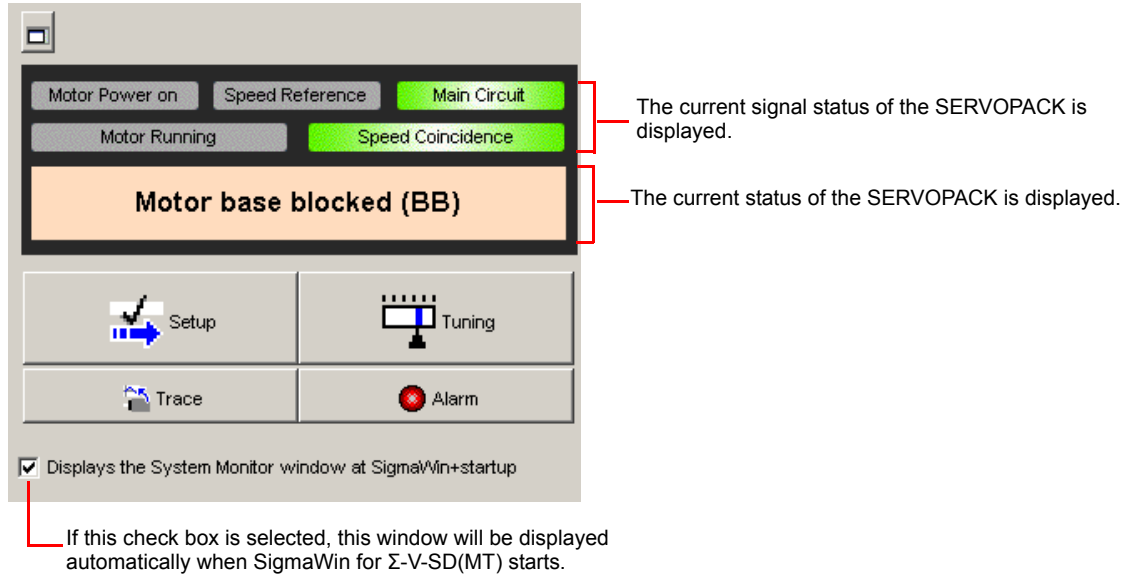 Motor Power on
Speed Reference
Main Circuit
Motor Running
Speed Coincidence
The current signal status of the SERVOPACK is
displayed.
Motor base blocked (BB)
The current status of the SERVOPACK is displayed.
Setup
Tuning
Trace
Alarm
Displays the System Monitor window at SigmaWin+startup
If this check box is selected, this window will be displayed
automatically when SigmaWin for Σ-V-SD(MT) starts.